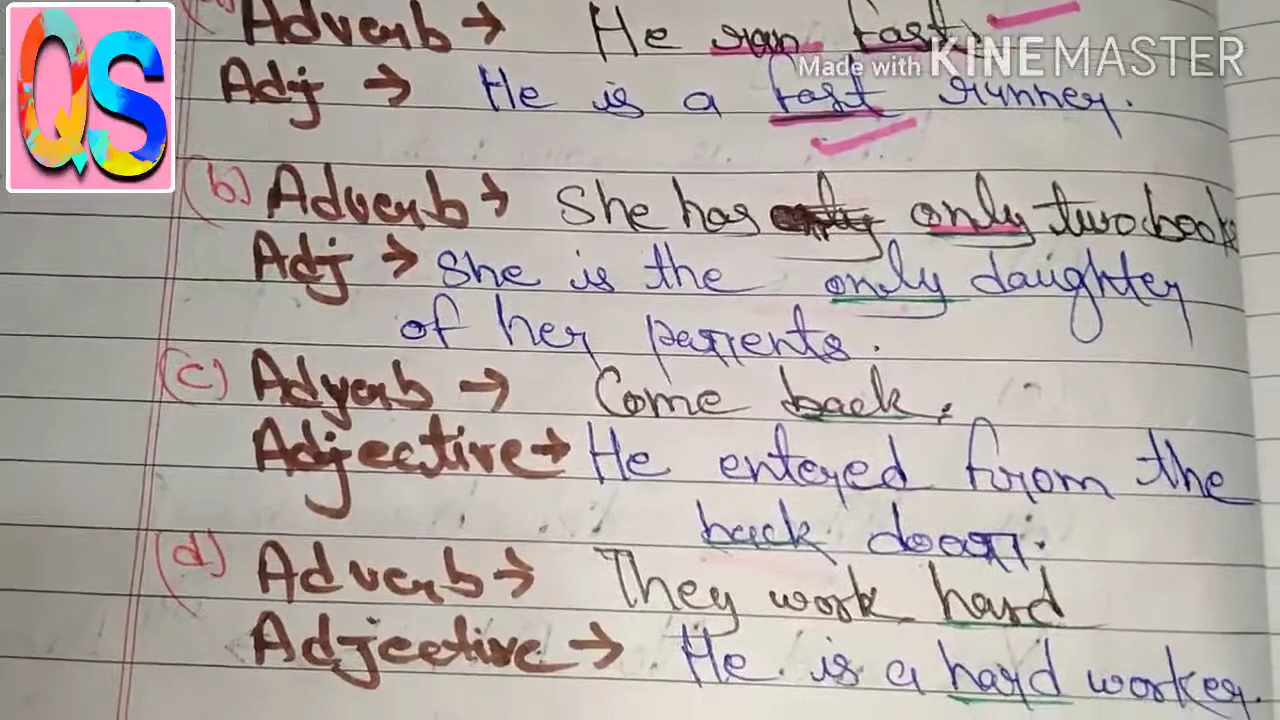 Adverb → He ran fast.
Made with KINEMASTER
QS
Adj → He is a fast runner.
(b) Adverb → She has only two books
Adj → She is the only daughter
of her parents.
(c) Adverb → Come back.
Adjective → He entered from the
back door.
(d) Adverb → They work hard
Adjective → He is a hard worker.